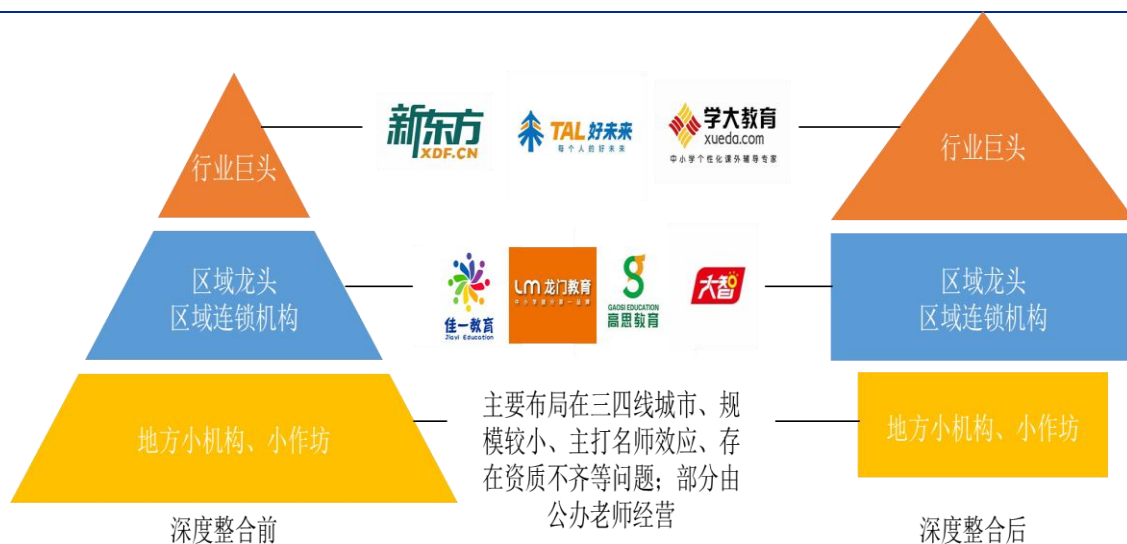 行业巨头
新东方
XDF.CN
TAL 好未来
每个人的好未来
学大教育
xueda.com
中小学个性化课外辅导专家
行业巨头
区域龙头
区域连锁机构
佳一教育
Jiayi Education
LM 龙门教育
GAOSI EDUCATION
高思教育
大智
区域龙头
区域连锁机构
地方小机构、小作坊
主要布局在三四线城市、规
模较小、主打名师效应、存
在资质不齐等问题；部分由
公办老师经营
地方小机构、小作坊
深度整合前
深度整合后